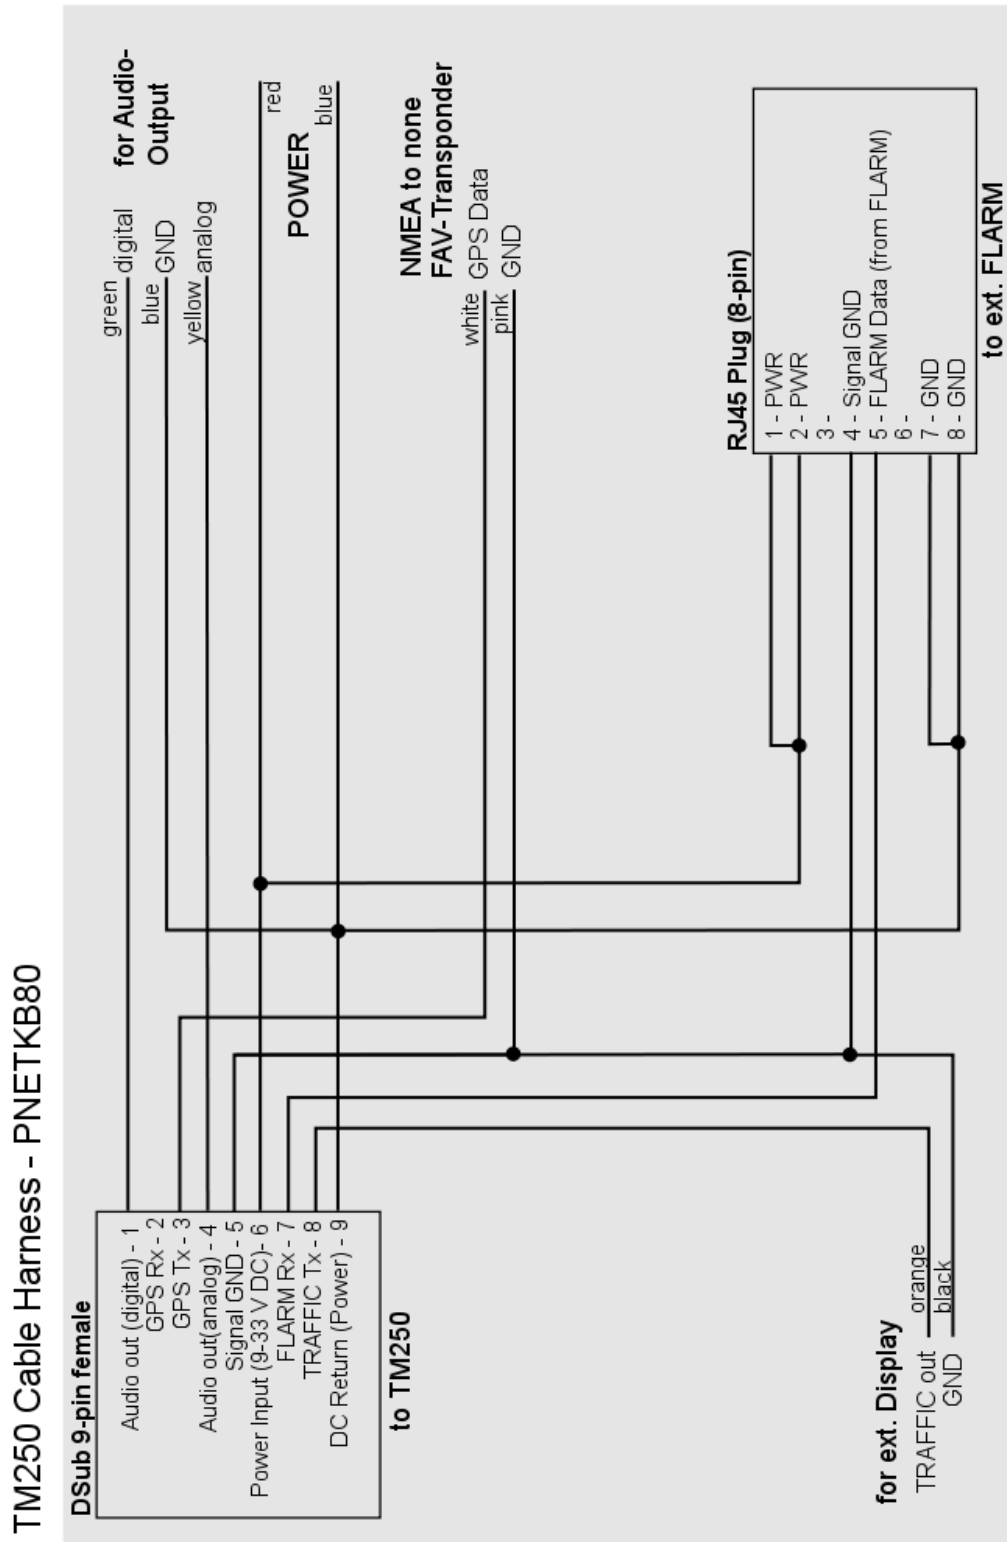 TM250 Cable Harness - PNETKB80
DSub 9-pin female
Audio out (digital) - 1
GPS Rx - 2
GPS Tx - 3
Audio out(analog) - 4
Signal GND - 5
Power Input (9-33 V DC)- 6
FLARM Rx - 7
TRAFFIC Tx - 8
DC Return (Power) - 9
to TM250
for Audio-
Output
green
digital
blue
GND
yellow
analog
red
POWER
blue
NMEA to none
FAV-Transponder
white
GPS Data
pink
GND
RJ45 Plug (8-pin)
1 - PWR
2 - PWR
3 -
4 - Signal GND
5 - FLARM Data (from FLARM)
6 -
7 - GND
8 - GND
to ext. FLARM
for ext. Display
TRAFFIC out
orange
GND
black